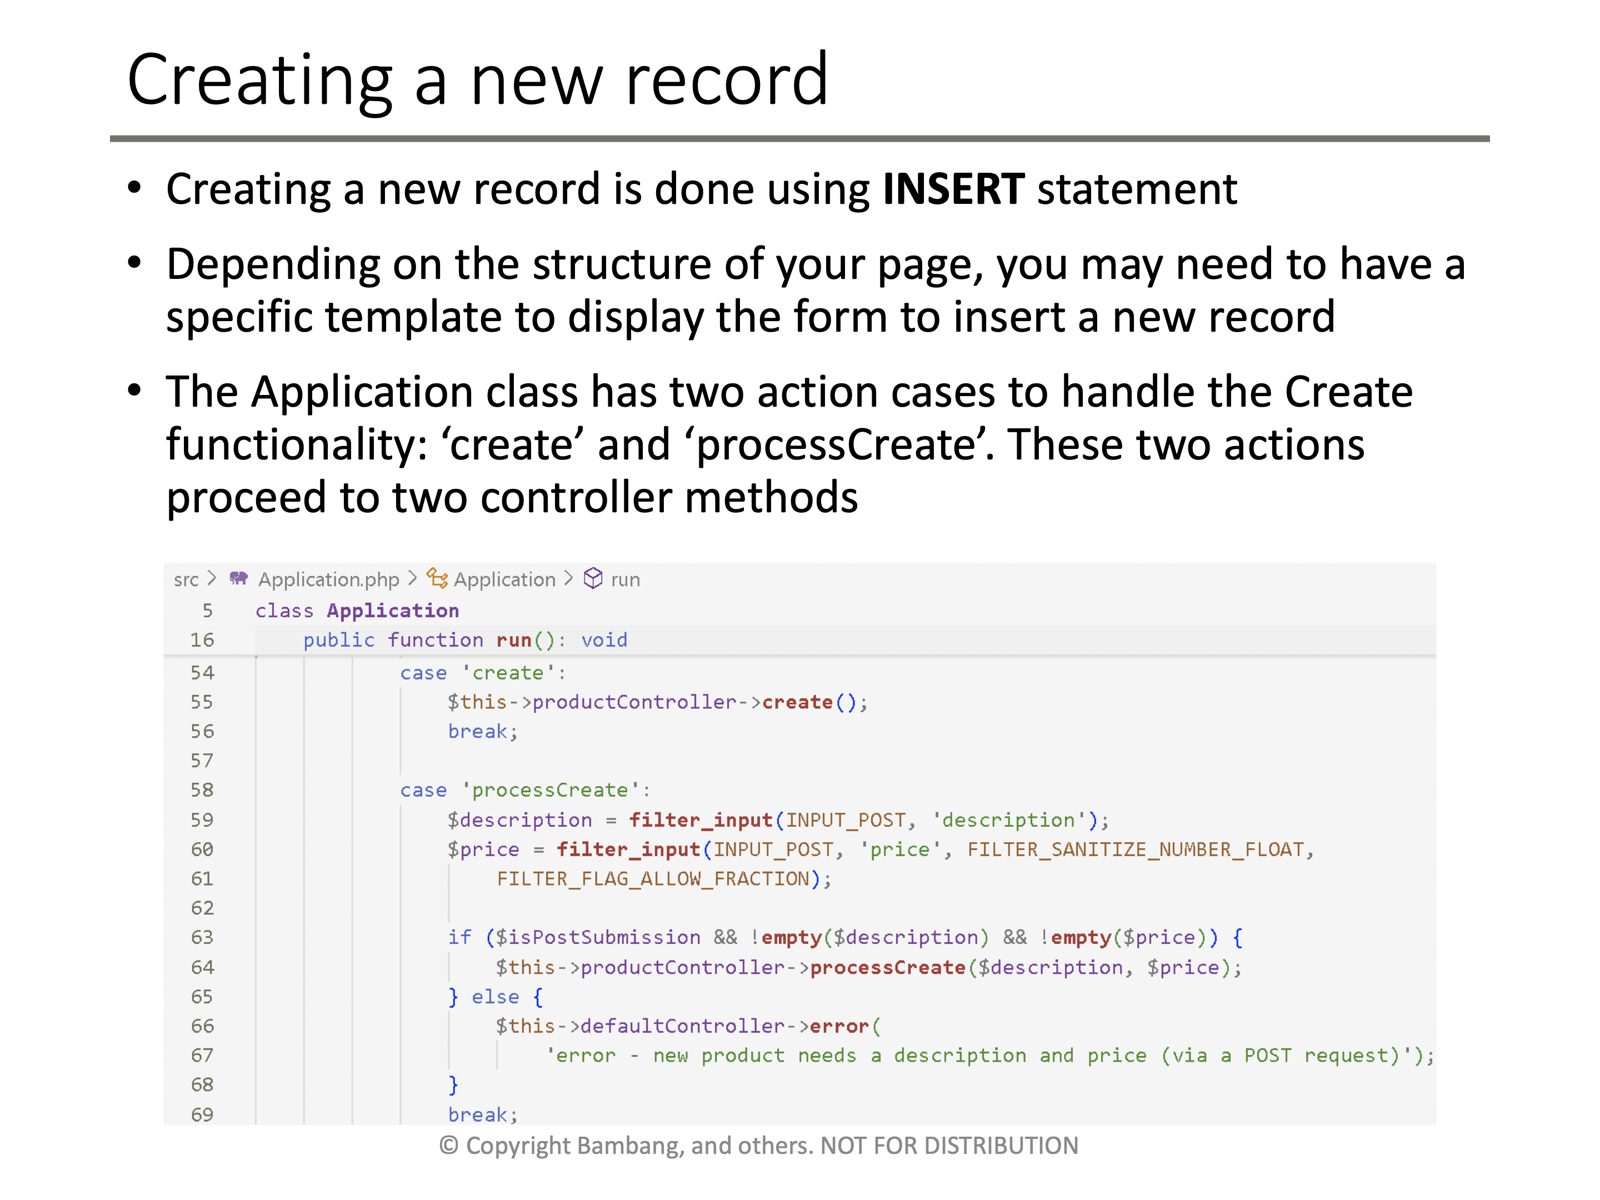 Creating a new record
• Creating a new record is done using INSERT statement
• Depending on the structure of your page, you may need to have a
specific template to display the form to insert a new record
• The Application class has two action cases to handle the Create
functionality: ‘create’ and ‘processCreate’. These two actions
proceed to two controller methods
src > Application.php > Application > run
5 class Application
16 public function run(): void
54 case 'create':
55 $this->productController->create();
56 break;
57
58 case 'processCreate':
59 $description = filter_input(INPUT_POST, 'description');
60 $price = filter_input(INPUT_POST, 'price', FILTER_SANITIZE_NUMBER_FLOAT,
61 FILTER_FLAG_ALLOW_FRACTION);
62
63 if ($isPostSubmission && !empty($description) && !empty($price)) {
64 $this->productController->processCreate($description, $price);
65 } else {
66 $this->defaultController->error(
67 'error - new product needs a description and price (via a POST request)');
68 }
69 break;
© Copyright Bambang, and others. NOT FOR DISTRIBUTION